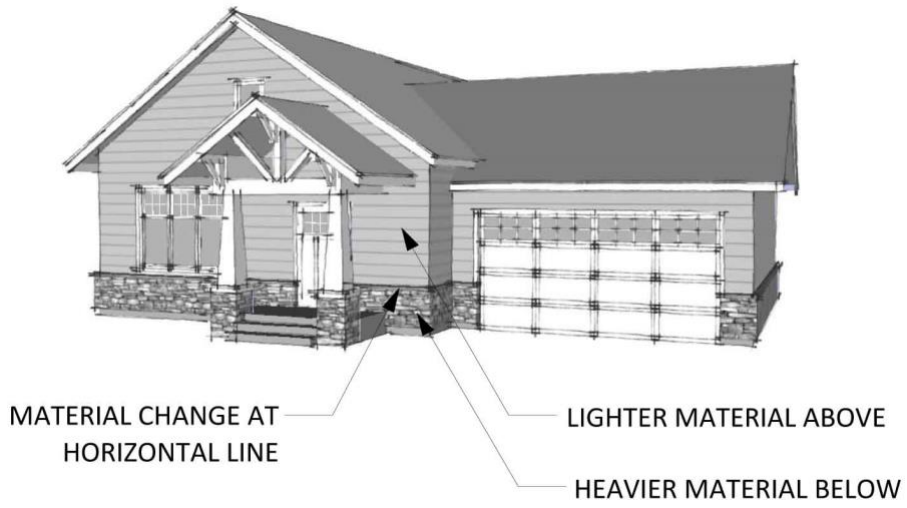 MATERIAL CHANGE AT
HORIZONTAL LINE
LIGHTER MATERIAL ABOVE
HEAVIER MATERIAL BELOW